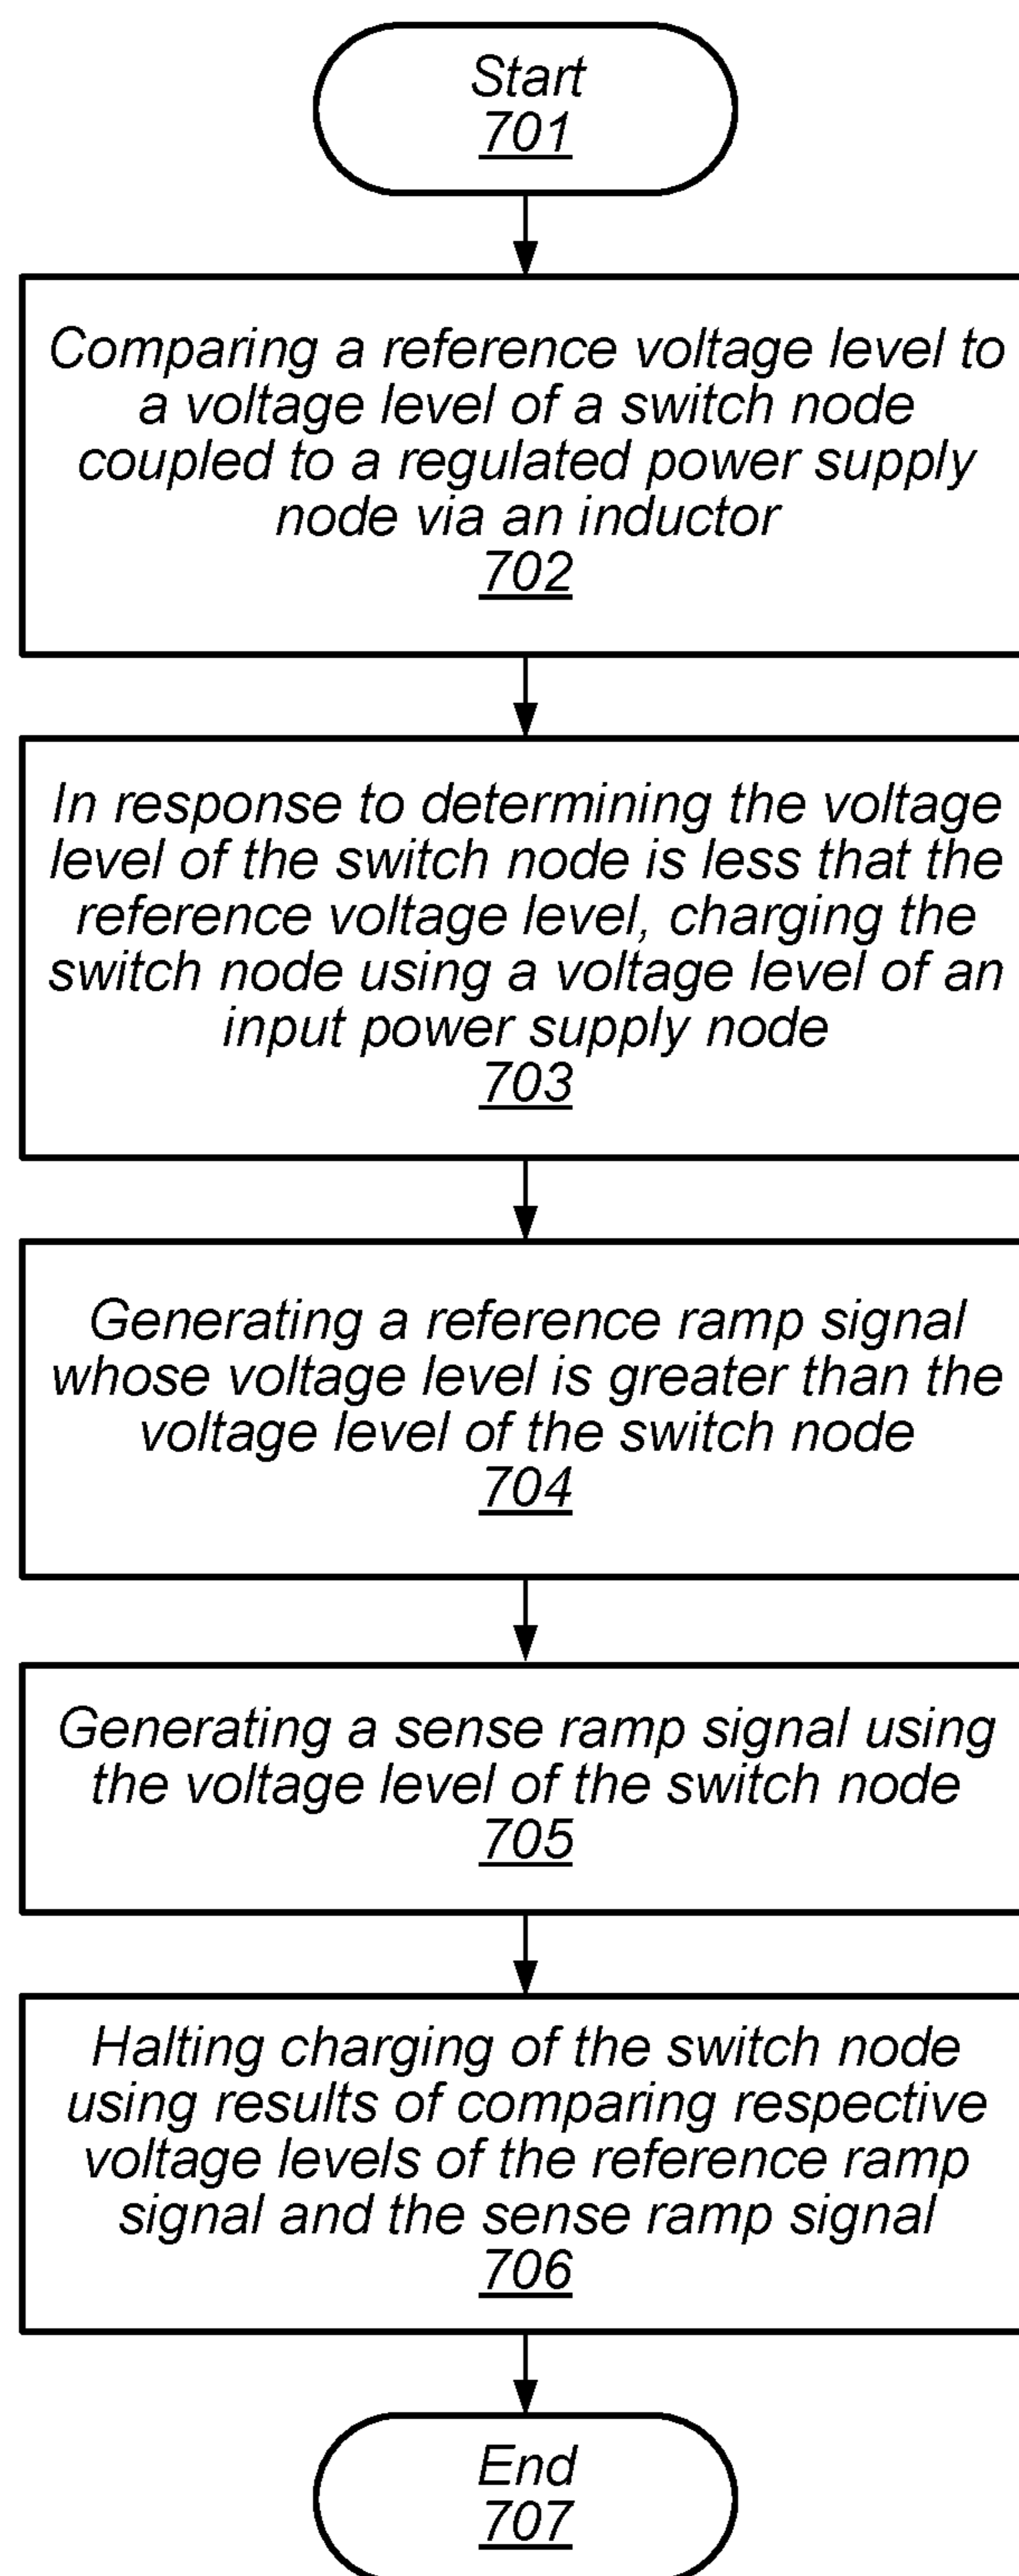 Start
701
Comparing a reference voltage level to
a voltage level of a switch node
coupled to a regulated power supply
node via an inductor
702
In response to determining the voltage
level of the switch node is less that the
reference voltage level, charging the
switch node using a voltage level of an
input power supply node
703
Generating a reference ramp signal
whose voltage level is greater than the
voltage level of the switch node
704
Generating a sense ramp signal using
the voltage level of the switch node
705
Halting charging of the switch node
using results of comparing respective
voltage levels of the reference ramp
signal and the sense ramp signal
706
End
707